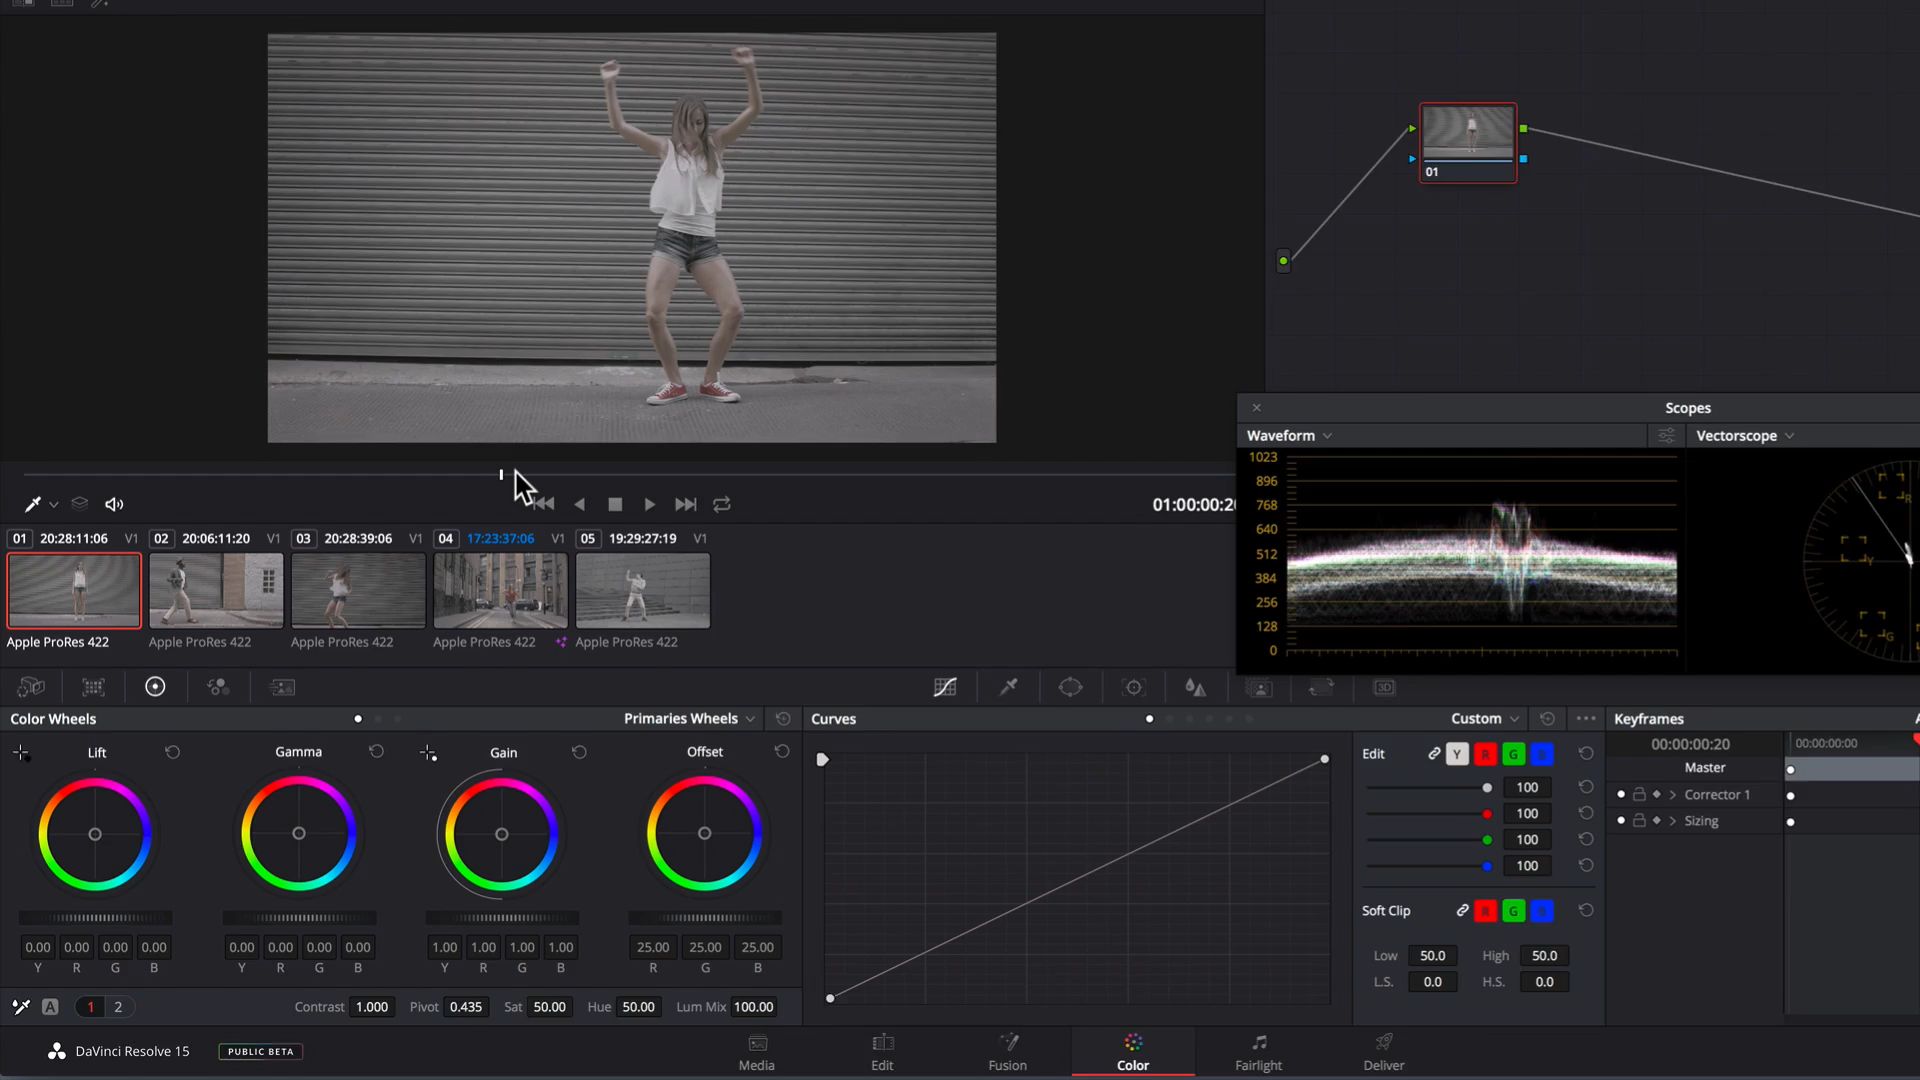 01
Scopes
Waveform
Vectorscope
1023
896
768
640
512
384
256
128
0
R
Y
G
01:00:00:20
01 20:28:11:06 V1
02 20:06:11:20 V1
03 20:28:39:06 V1
04 17:23:37:06 V1
05 19:29:27:19 V1
Apple ProRes 422
Apple ProRes 422
Apple ProRes 422
Apple ProRes 422
Apple ProRes 422
3D
Color Wheels
Primaries Wheels
Lift
Gamma
Gain
Offset
0.00 0.00 0.00 0.00
Y R G B
0.00 0.00 0.00 0.00
Y R G B
1.00 1.00 1.00 1.00
Y R G B
25.00 25.00 25.00
R G B
A 1 2
Contrast 1.000 Pivot 0.435 Sat 50.00 Hue 50.00 Lum Mix 100.00
Curves
Custom
Edit Y R G B
100
100
100
100
Soft Clip R G B
Low 50.0 High 50.0
L.S. 0.0 H.S. 0.0
Keyframes
00:00:00:20 00:00:00:00
Master
Corrector 1
Sizing
DaVinci Resolve 15 PUBLIC BETA
Media
Edit
Fusion
Color
Fairlight
Deliver